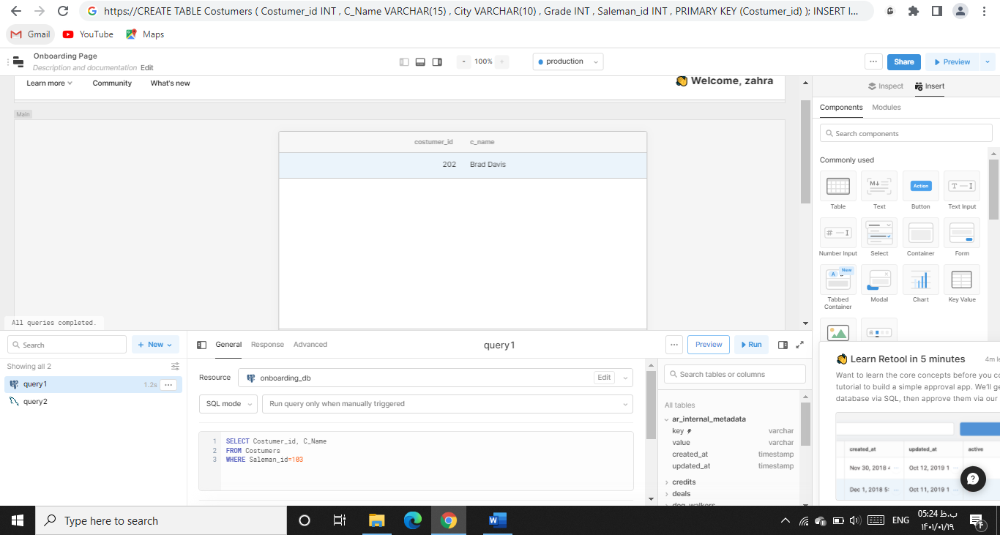 https://CREATE TABLE Costumers ( Costumer_id INT , C_Name VARCHAR(15) , City VARCHAR(10) , Grade INT , Saleman_id INT , PRIMARY KEY (Costumer_id) ); INSERT I...
Gmail YouTube Maps
Onboarding Page
Description and documentation Edit
- 100% +
production
Share
Preview
Learn more Community What's new
Welcome, zahra
Inspect Insert
Components Modules
Search components
Commonly used
Table Text Button Text Input
Action
Number Input Select Container Form
New
Tabbed Container Modal Chart Key Value
Main
costumer_id c_name
202 Brad Davis
All queries completed.
Search
+ New
Showing all 2
query1 1.2s
query2
General Response Advanced
query1
Preview
Run
Resource onboarding_db Edit
SQL mode Run query only when manually triggered
1 SELECT Costumer_id, C_Name
2 FROM Costumers
3 WHERE Saleman_id=103
Search tables or columns
All tables
ar_internal_metadata
key varchar
value varchar
created_at timestamp
updated_at timestamp
credits
deals
dog_walkers
Learn Retool in 5 minutes 4m le
Want to learn the core concepts before you co
tutorial to build a simple approval app. We'll ge
database via SQL, then approve them via our
created_at updated_at active
Nov 30, 2018 Oct 12, 2019 1
Dec 1, 2018 5: Oct 11, 2019 1
Type here to search
W
ENG
05:24 ب.ظ
۱۴۰۱/۰۱/۱۹